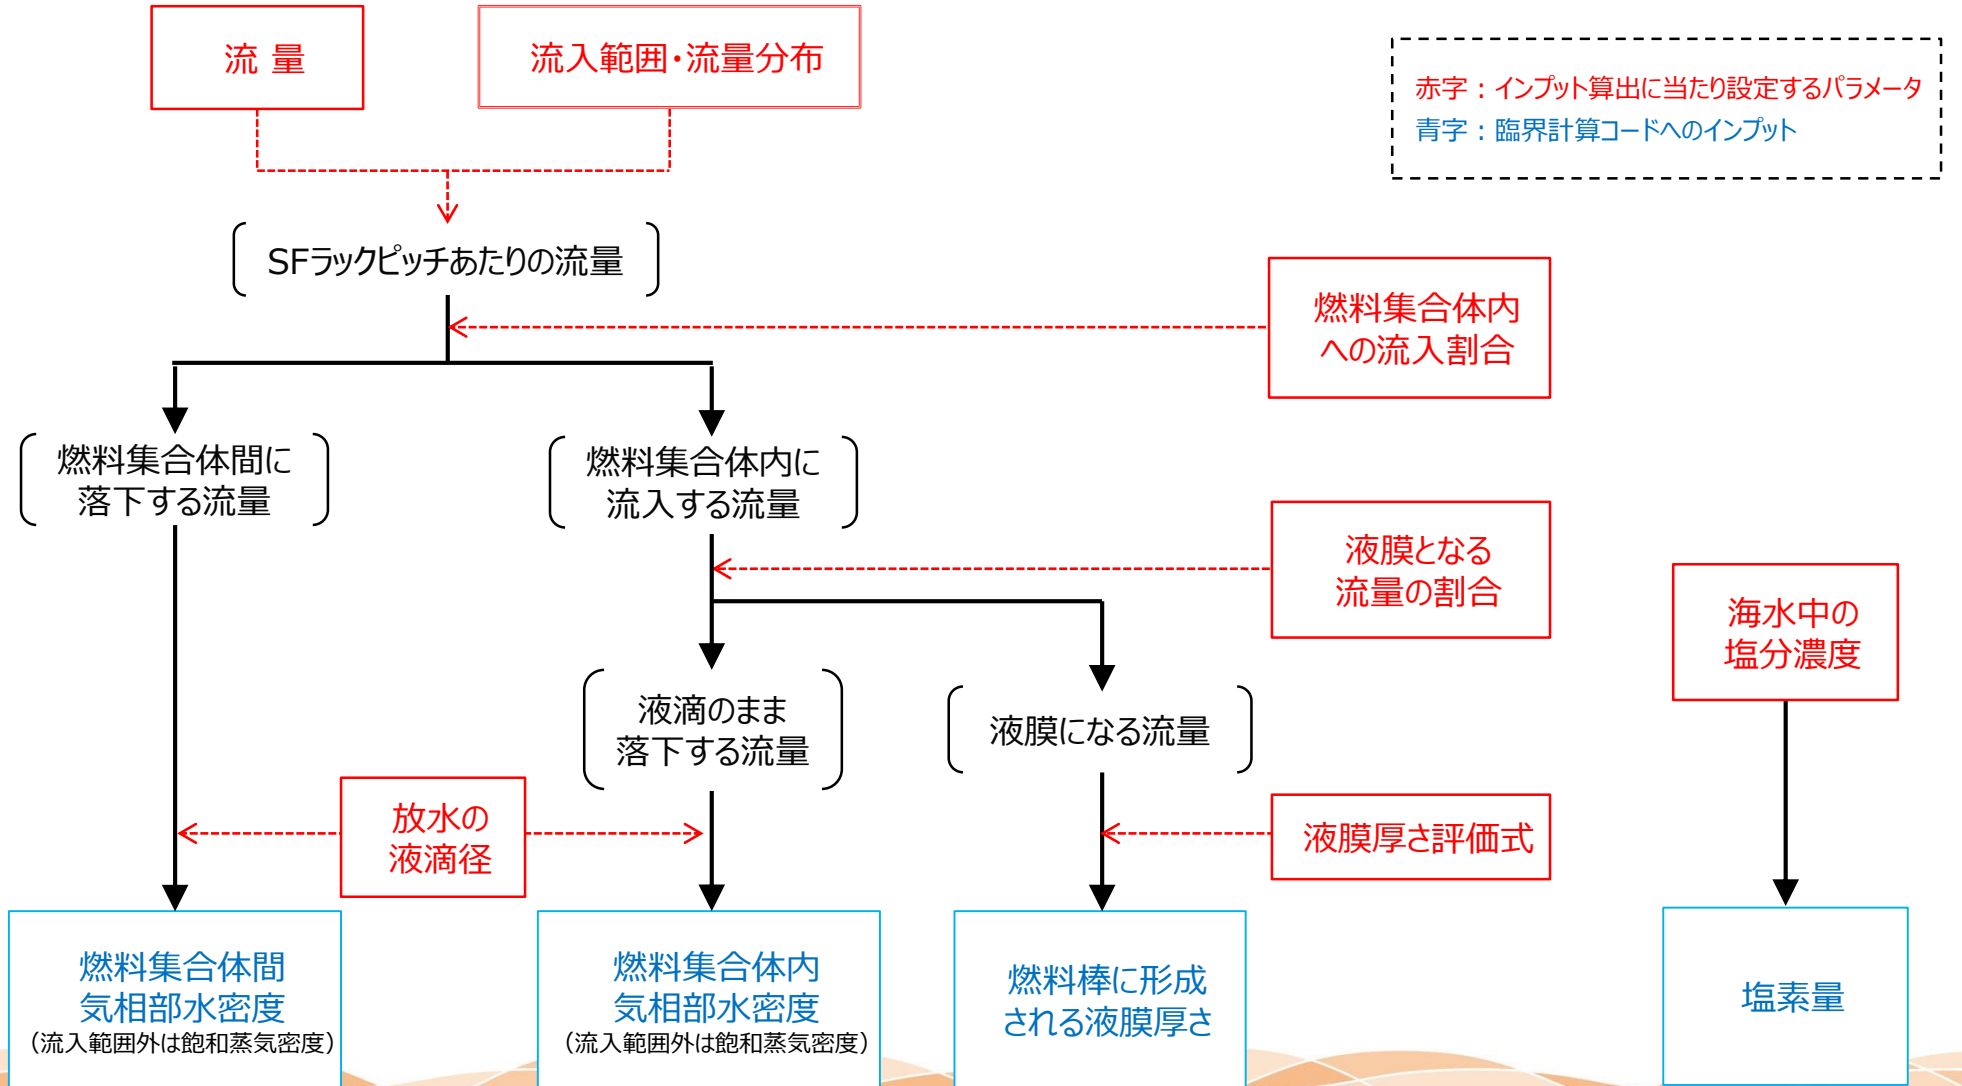 流 量
流入範囲・流量分布
赤字：インプット算出に当たり設定するパラメータ
青字：臨界計算コードへのインプット
SFラックピッチあたりの流量
燃料集合体内
への流入割合
燃料集合体間に
落下する流量
燃料集合体内に
流入する流量
液膜となる
流量の割合
海水中の
塩分濃度
液滴のまま
落下する流量
液膜になる流量
放水の
液滴径
液膜厚さ評価式
燃料集合体間
気相部水密度
（流入範囲外は飽和蒸気密度）
燃料集合体内
気相部水密度
（流入範囲外は飽和蒸気密度）
燃料棒に形成
される液膜厚さ
塩素量